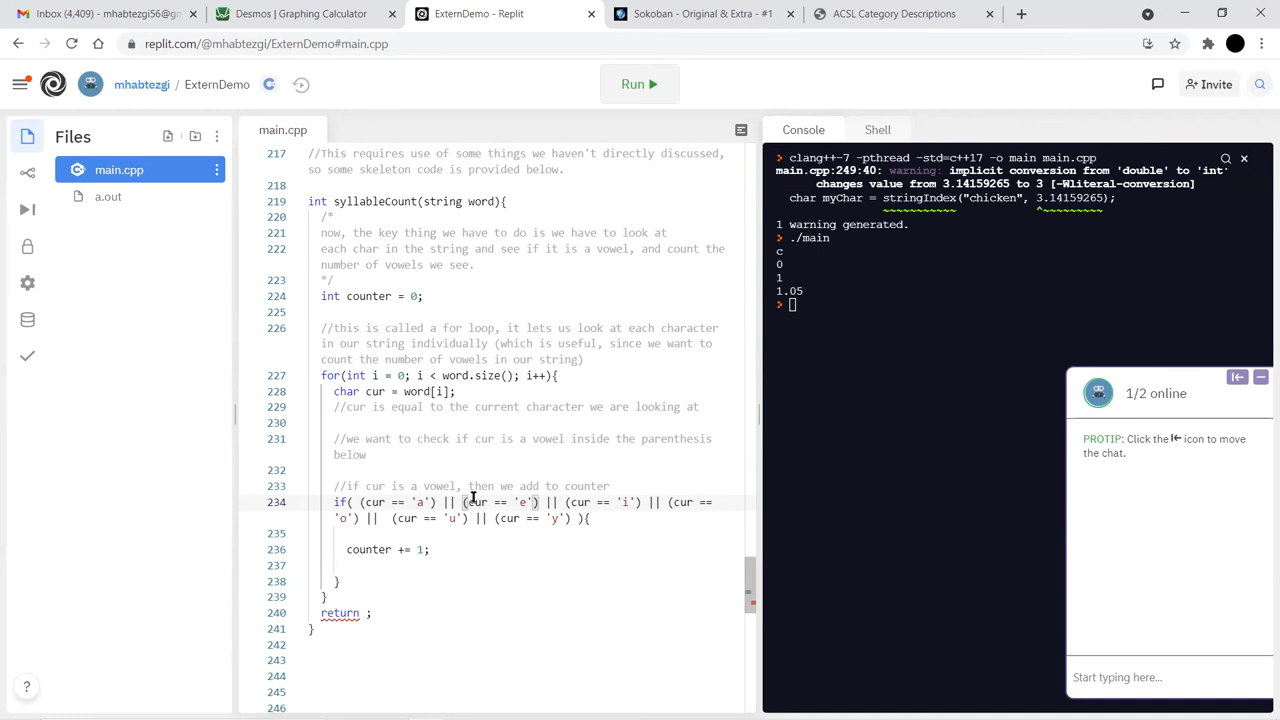 Inbox (4,409) - mhabtezgi56@gm
Desmos | Graphing Calculator
ExternDemo - Replit
Sokoban - Original & Extra - #1
ACSL Category Descriptions
replit.com/@mhabtezgi/ExternDemo#main.cpp
mhabtezgi / ExternDemo
Run
Invite
Files
main.cpp
a.out
main.cpp
217 //This requires use of some things we haven't directly discussed,
so some skeleton code is provided below.
218
219 int syllableCount(string word){
220 /*
221 now, the key thing we have to do is we have to look at
222 each char in the string and see if it is a vowel, and count the
number of vowels we see.
223 */
224 int counter = 0;
225
226 //this is called a for loop, it lets us look at each character
in our string individually (which is useful, since we want to
count the number of vowels in our string)
227 for(int i = 0; i < word.size(); i++){
228 char cur = word[i];
229 //cur is equal to the current character we are looking at
230
231 //we want to check if cur is a vowel inside the parenthesis
below
232
233 //if cur is a vowel, then we add to counter
234 if( (cur == 'a') || (cur == 'e') || (cur == 'i') || (cur ==
'o') ||  (cur == 'u') || (cur == 'y') ){
235
236 counter += 1;
237
238 }
239 }
240 return ;
241 }
242
243
244
245
246
Console
Shell
clang++-7 -pthread -std=c++17 -o main main.cpp
main.cpp:249:40: warning: implicit conversion from 'double' to 'int'
changes value from 3.14159265 to 3 [-Wliteral-conversion]
char myChar = stringIndex("chicken", 3.14159265);
~~~~~~~~~~~ ^~~~~~~~~~
1 warning generated.
./main
c
0
1
1.05
1/2 online
PROTIP: Click the icon to move
the chat.
Start typing here...
?